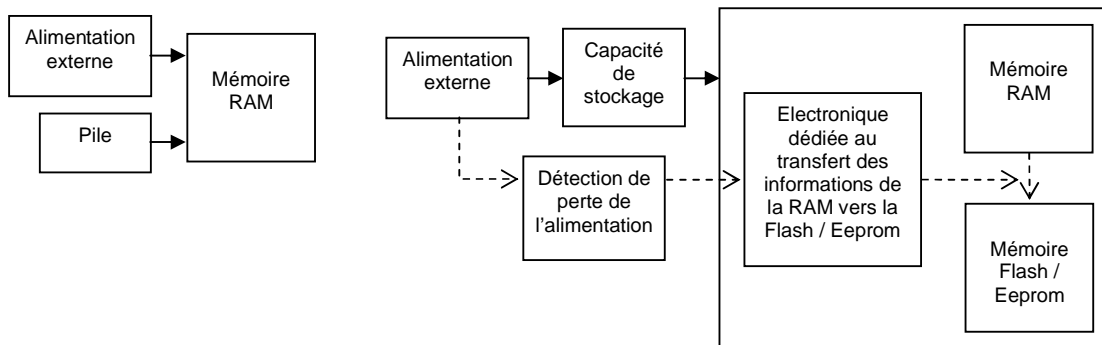 Alimentation
externe
Mémoire
RAM
Pile
Alimentation
externe
Capacité
de
stockage
Détection de
perte de
l'alimentation
Electronique
dédiée au
transfert des
informations de
la RAM vers la
Flash / Eeprom
Mémoire
RAM
Mémoire
Flash /
Eeprom